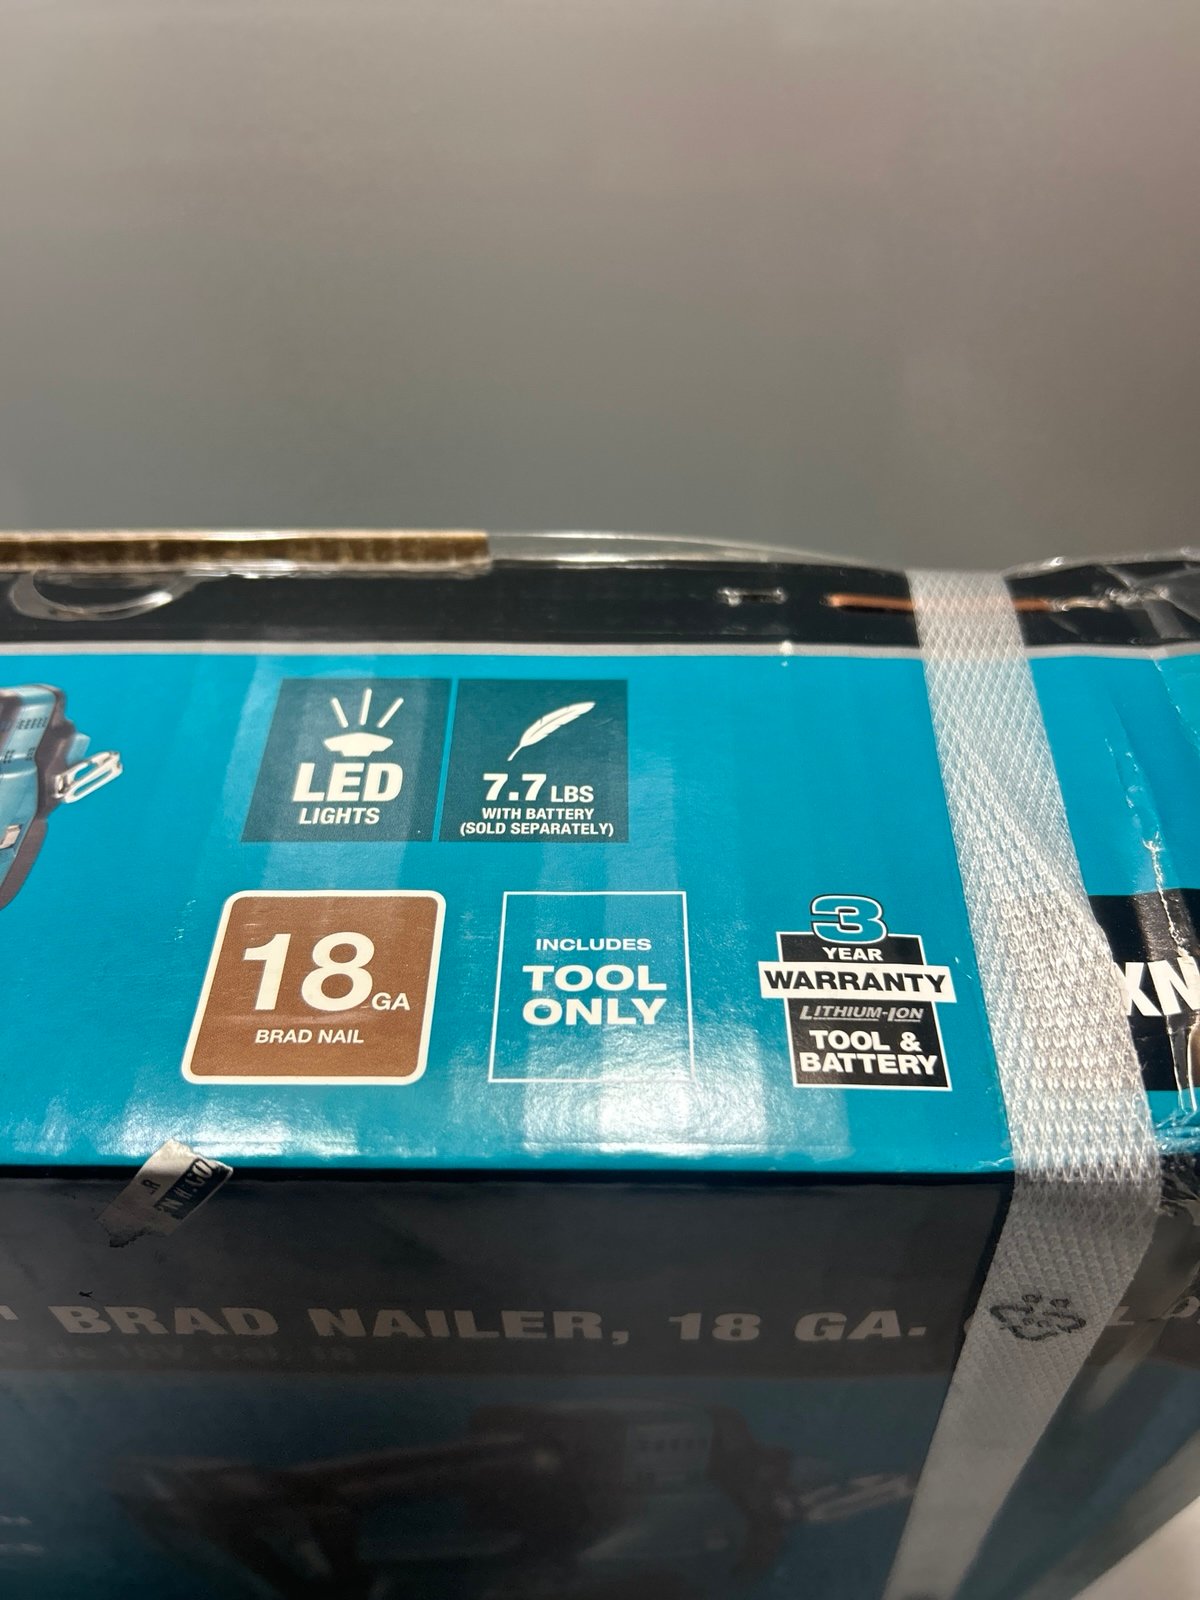 LED
LIGHTS
7.7 LBS
WITH BATTERY
(SOLD SEPARATELY)
18 GA
BRAD NAIL
INCLUDES
TOOL
ONLY
3
YEAR
WARRANTY
LITHIUM-ION
TOOL &
BATTERY
XN
BRAD NAILER, 18 GA.